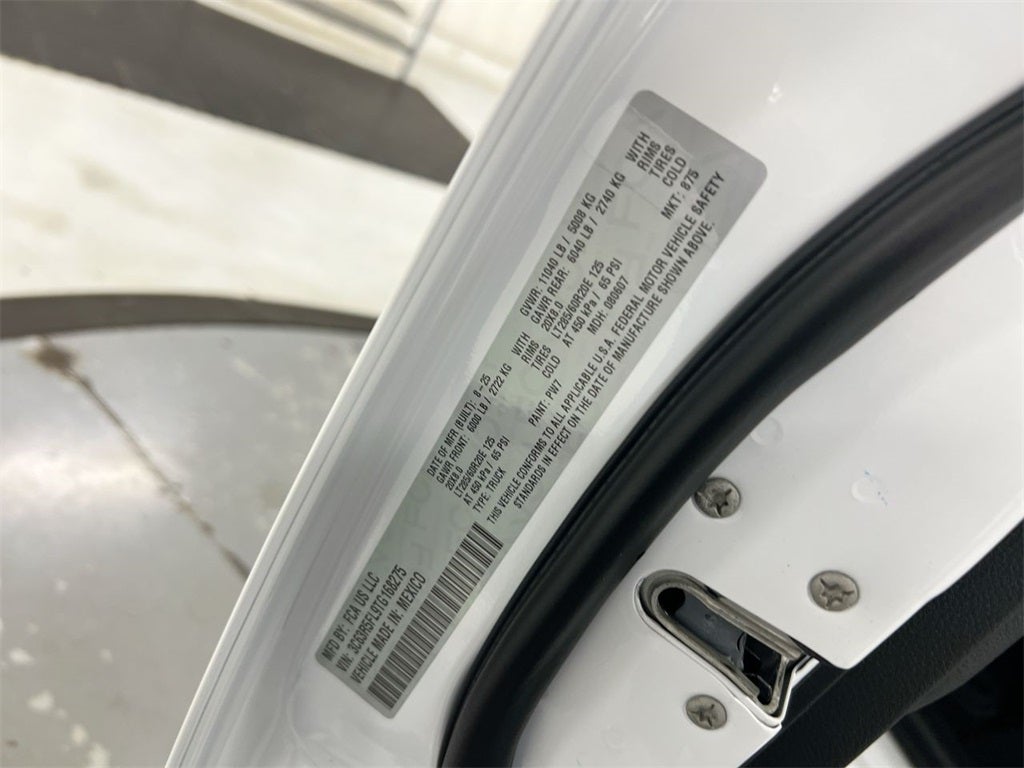 MFD BY: FCA US LLC
DATE OF MFR (BUILT): 8-25
GVWR: 11040 LB / 5008 KG
GAWR FRONT: 6000 LB / 2722 KG WITH
GAWR REAR: 6040 LB / 2740 KG WITH
20X8.0 RIMS
20X8.0 RIMS
LT285/60R20E 125 TIRES
LT285/60R20E 125 TIRES
AT 450 kPa / 65 PSI COLD
AT 450 kPa / 65 PSI COLD
VIN: 3C63R5FL9TG168275
TYPE: TRUCK
PAINT: PW7
MDH: 080607
MKT: 875
VEHICLE MADE IN: MEXICO
THIS VEHICLE CONFORMS TO ALL APPLICABLE U.S.A. FEDERAL MOTOR VEHICLE SAFETY
STANDARDS IN EFFECT ON THE DATE OF MANUFACTURE SHOWN ABOVE.